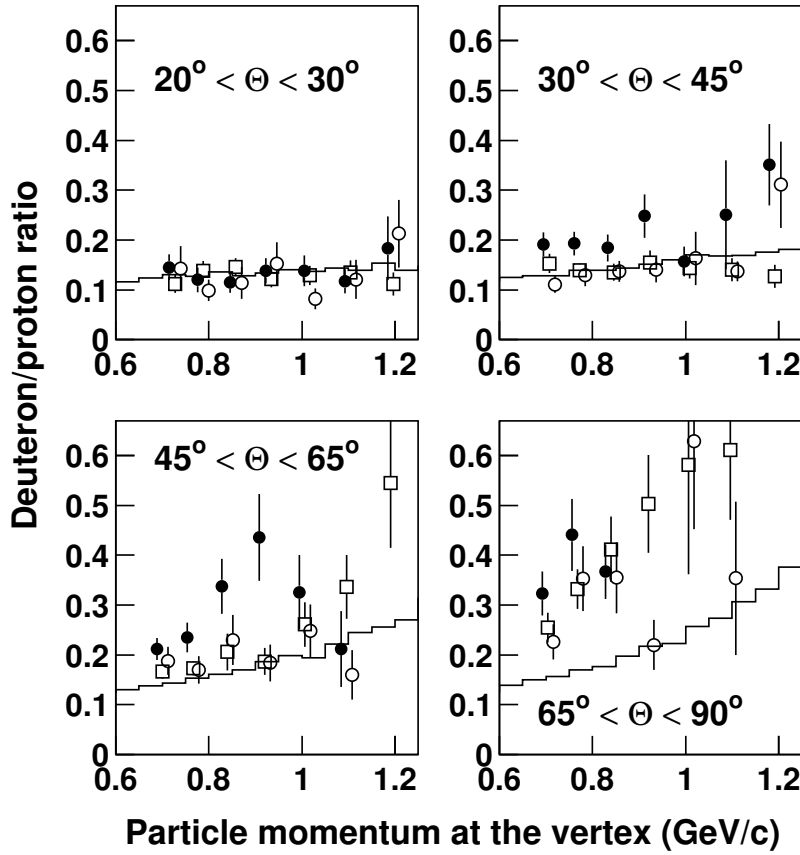 Deuteron/proton ratio
20° < Θ < 30°
0.6
0.5
0.4
0.3
0.2
0.1
0
0.6 0.8 1 1.2
30° < Θ < 45°
0.6
0.5
0.4
0.3
0.2
0.1
0
0.6 0.8 1 1.2
45° < Θ < 65°
0.6
0.5
0.4
0.3
0.2
0.1
0
0.6 0.8 1 1.2
65° < Θ < 90°
0.6
0.5
0.4
0.3
0.2
0.1
0
0.6 0.8 1 1.2
Particle momentum at the vertex (GeV/c)